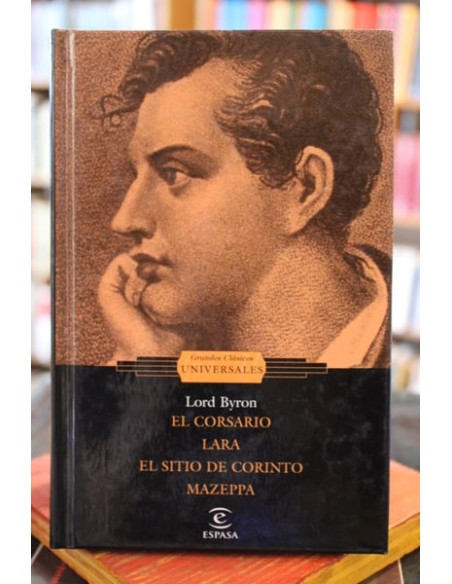 Grandes Clásicos
UNIVERSALES
Lord Byron
EL CORSARIO
LARA
EL SITIO DE CORINTO
MAZEPPA
e
ESPASA